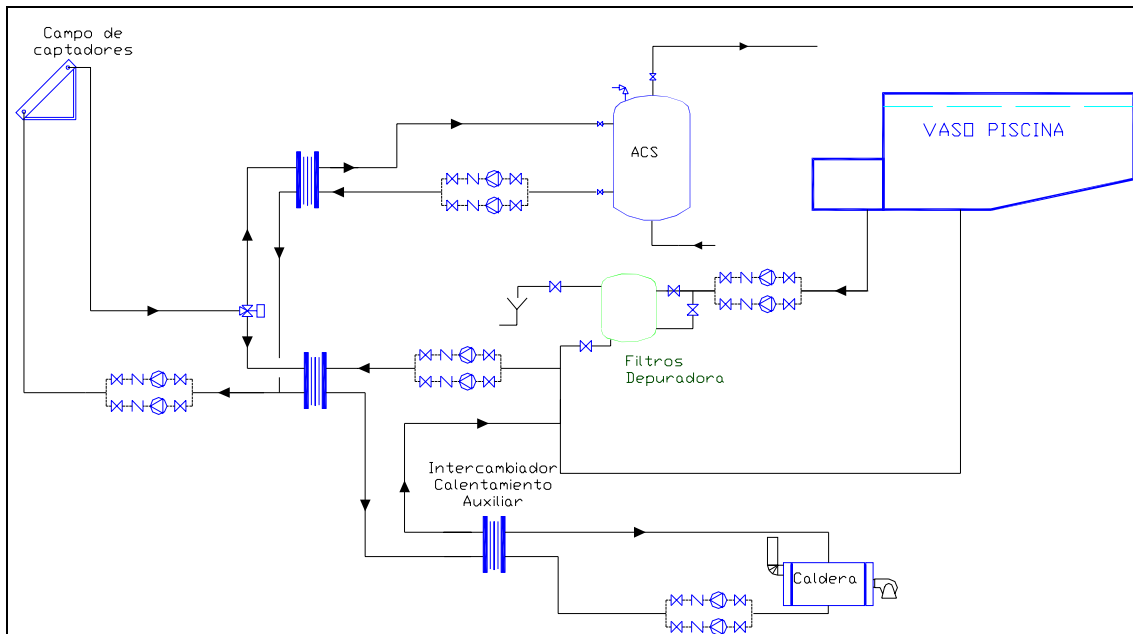 Campo de
captadores
ACS
VASO PISCINA
Filtros
Depuradora
Intercambiador
Calentamiento
Auxiliar
Caldera